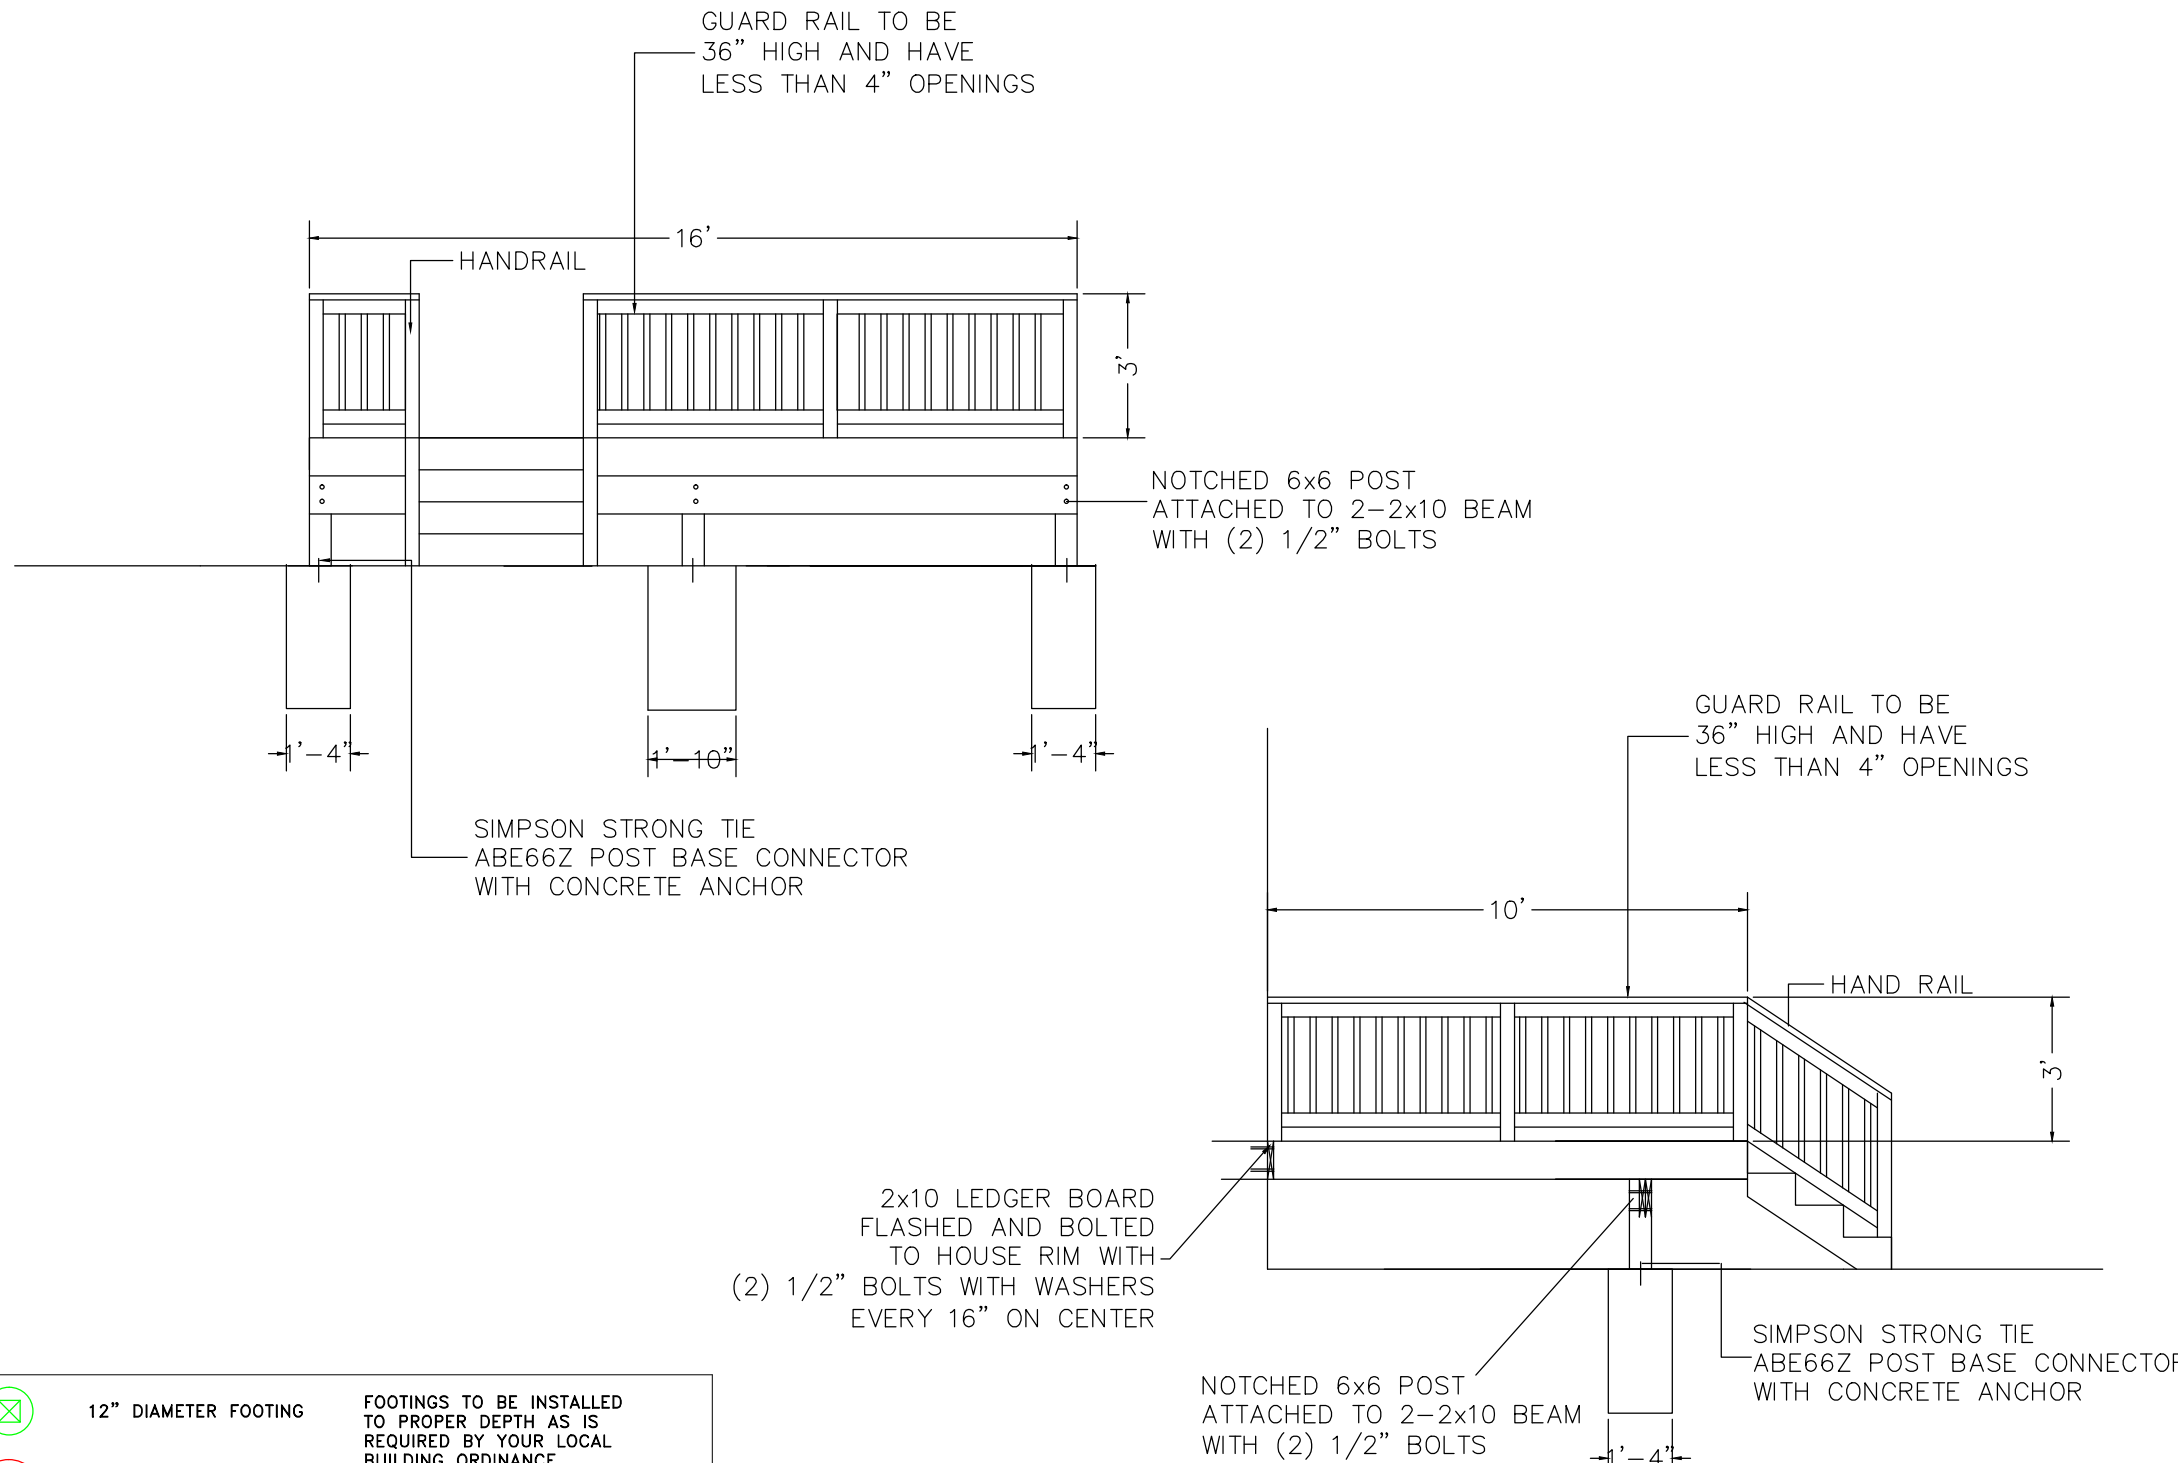 GUARD RAIL TO BE
36" HIGH AND HAVE
LESS THAN 4" OPENINGS
16'
HANDRAIL
3'
NOTCHED 6x6 POST
ATTACHED TO 2-2x10 BEAM
WITH (2) 1/2" BOLTS
1'-4"
1'-10"
1'-4"
SIMPSON STRONG TIE
ABE66Z POST BASE CONNECTOR
WITH CONCRETE ANCHOR
GUARD RAIL TO BE
36" HIGH AND HAVE
LESS THAN 4" OPENINGS
10'
HAND RAIL
3'
2x10 LEDGER BOARD
FLASHED AND BOLTED
TO HOUSE RIM WITH
(2) 1/2" BOLTS WITH WASHERS
EVERY 16" ON CENTER
SIMPSON STRONG TIE
ABE66Z POST BASE CONNECTOR
WITH CONCRETE ANCHOR
NOTCHED 6x6 POST
ATTACHED TO 2-2x10 BEAM
WITH (2) 1/2" BOLTS
1'-4"
12" DIAMETER FOOTING
FOOTINGS TO BE INSTALLED
TO PROPER DEPTH AS IS
REQUIRED BY YOUR LOCAL
BUILDING ORDINANCE